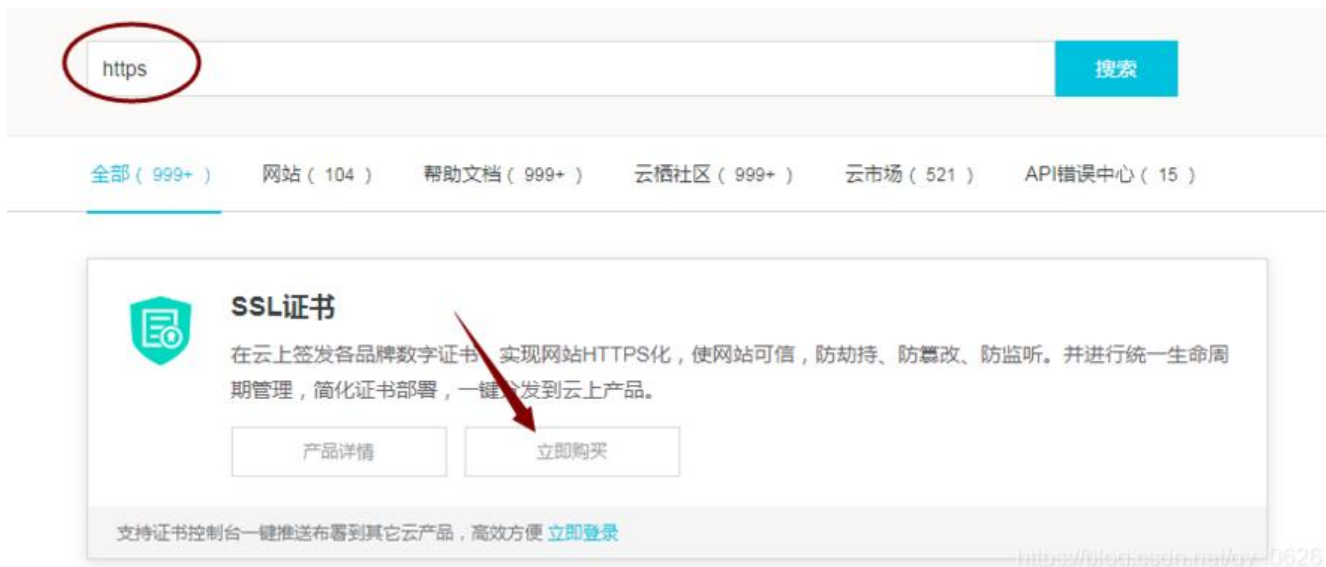 https
搜索
全部 ( 999+ ) 网站 ( 104 ) 帮助文档 ( 999+ ) 云栖社区 ( 999+ ) 云市场 ( 521 ) API错误中心 ( 15 )
SSL证书
在云上签发各品牌数字证书，实现网站HTTPS化，使网站可信，防劫持、防篡改、防监听。并进行统一生命周
期管理，简化证书部署，一键分发到云上产品。
产品详情 立即购买
支持证书控制台一键推送布署到其它云产品，高效方便 立即登录
https://blog.csdn.net/qy_0626